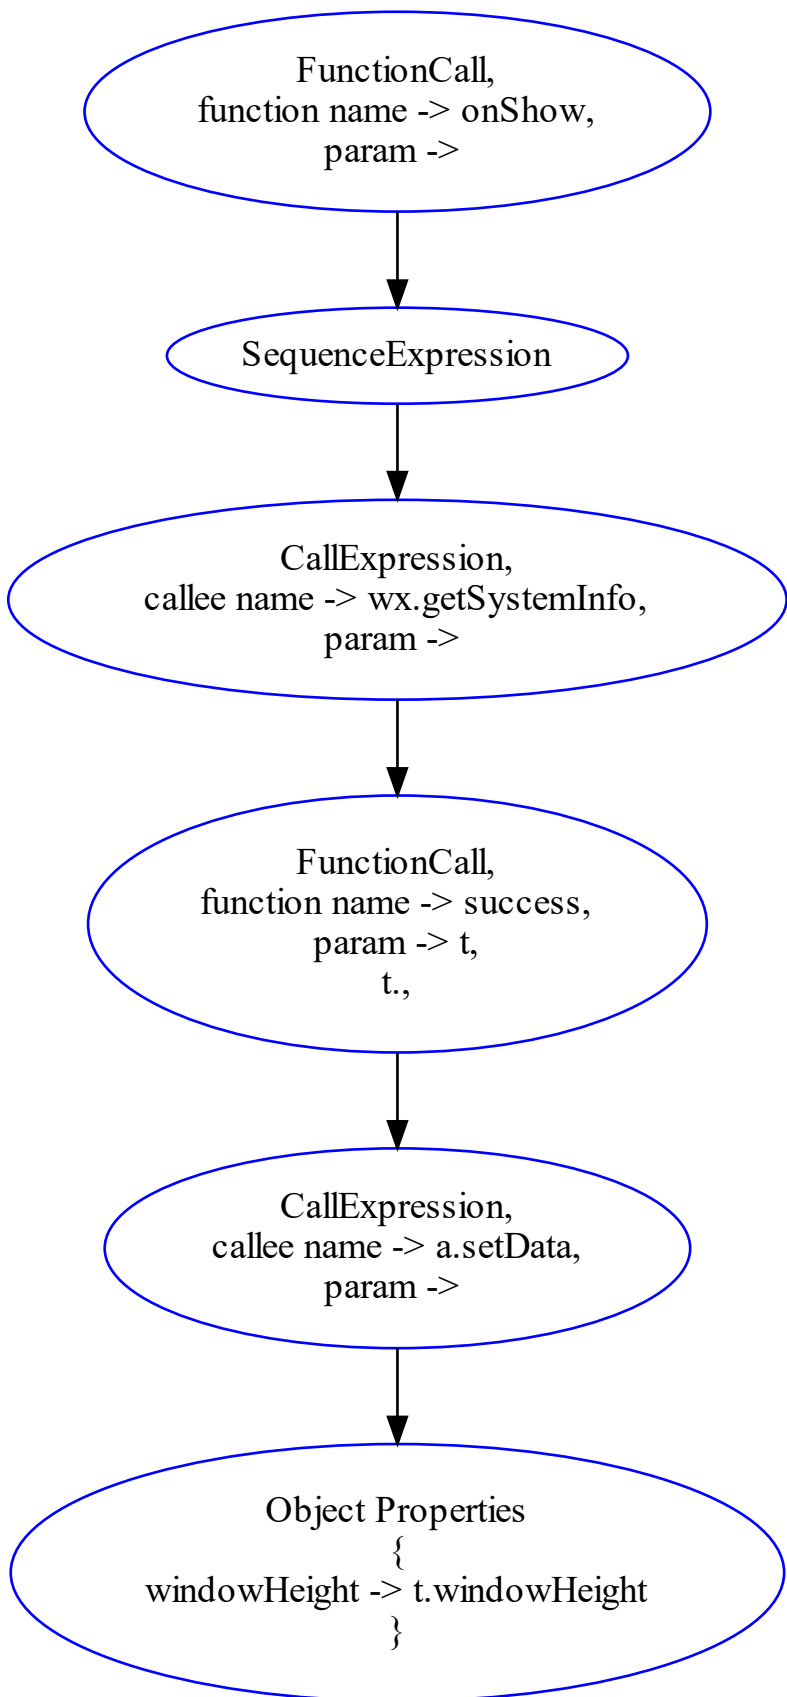 FunctionCall,
function name -> onShow,
param ->
SequenceExpression
CallExpression,
callee name -> wx.getSystemInfo,
param ->
FunctionCall,
function name -> success,
param -> t,
t.,
CallExpression,
callee name -> a.setData,
param ->
Object Properties
{
windowHeight -> t.windowHeight
}